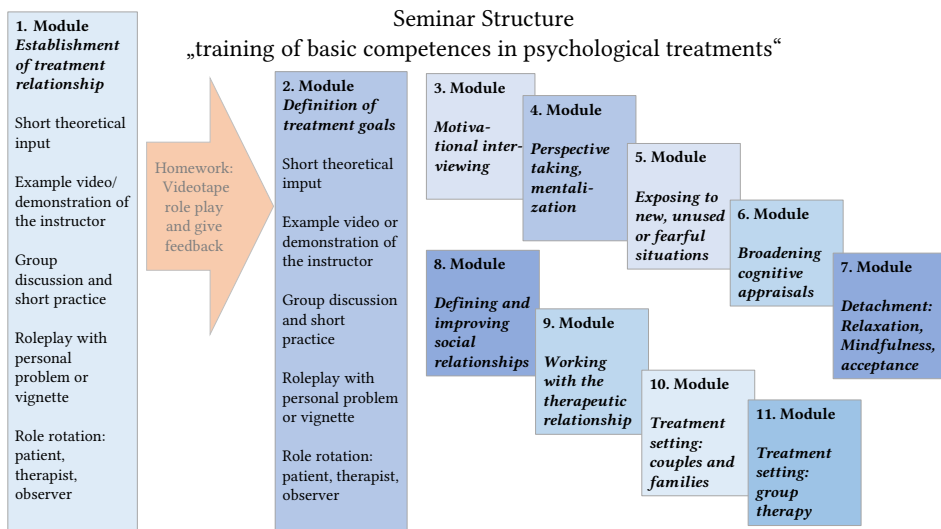 Seminar Structure
„training of basic competences in psychological treatments“
1. Module
Establishment
of treatment
relationship
Short theoretical
input
Example video/
demonstration of
the instructor
Group
discussion and
short practice
Roleplay with
personal
problem or
vignette
Role rotation:
patient,
therapist,
observer
Homework:
Videotape
role play
and give
feedback
2. Module
Definition of
treatment goals
Short theoretical
imput
Example video or
demonstration of
the instructor
Group discussion
and short
practice
Roleplay with
personal problem
or vignette
Role rotation:
patient, therapist,
observer
3. Module
Motiva-
tional inter-
viewing
4. Module
Perspective
taking,
mentali-
zation
5. Module
Exposing to
new, unused
or fearful
situations
6. Module
Broadening
cognitive
appraisals
7. Module
Detachment:
Relaxation,
Mindfulness,
acceptance
8. Module
Defining and
improving
social
relationships
9. Module
Working
with the
therapeutic
relationship
10. Module
Treatment
setting:
couples and
families
11. Module
Treatment
setting:
group
therapy